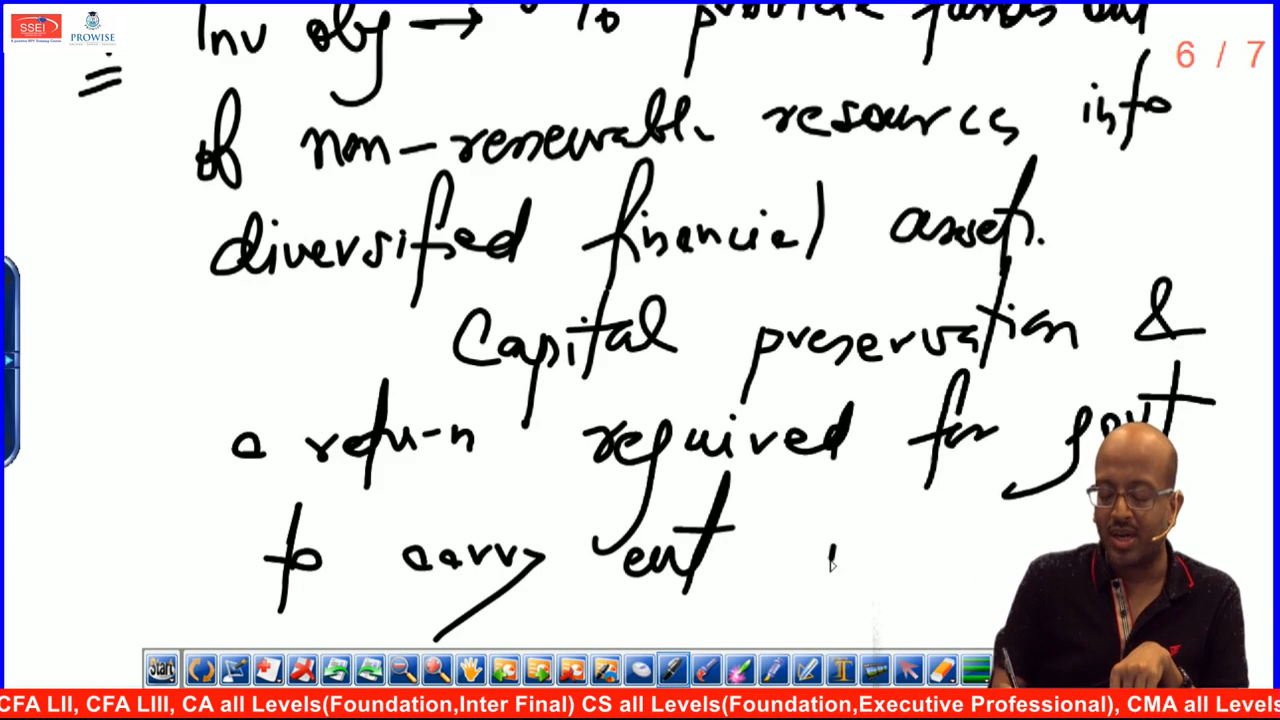 SSEI
PROWISE
6 / 7
Inv obj → To provide funds out
of non-renewable resources into
diversified financial assets.
Capital preservation &
a return required for govt
to carry out
Start
CFA LII, CFA LIII, CA all Levels(Foundation,Inter Final) CS all Levels(Foundation,Executive Professional), CMA all Levels